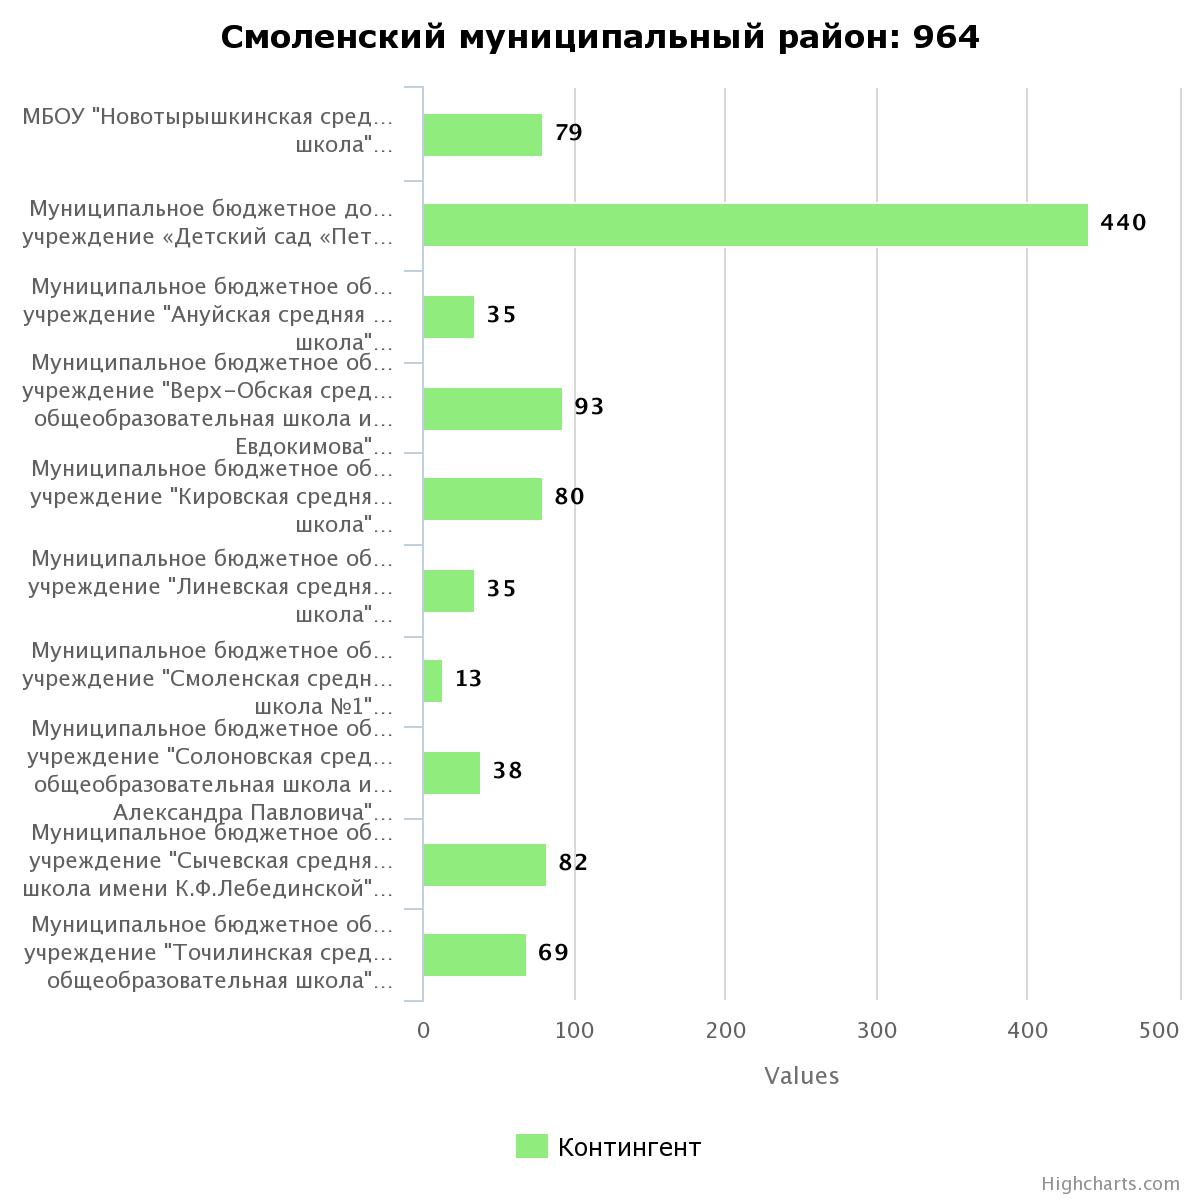 Смоленский муниципальный район: 964
МБОУ "Новотырышкинская сред...
школа"...
79
Муниципальное бюджетное до...
учреждение «Детский сад «Пет...
440
Муниципальное бюджетное об...
учреждение "Ануйская средняя ...
школа"...
35
Муниципальное бюджетное об...
учреждение "Верх-Обская сред...
общеобразовательная школа и...
Евдокимова"...
93
Муниципальное бюджетное об...
учреждение "Кировская средня...
школа"...
80
Муниципальное бюджетное об...
учреждение "Линевская средня...
школа"...
35
Муниципальное бюджетное об...
учреждение "Смоленская средн...
школа №1"...
13
Муниципальное бюджетное об...
учреждение "Солоновская сред...
общеобразовательная школа и...
Александра Павловича"...
38
Муниципальное бюджетное об...
учреждение "Сычевская средня...
школа имени К.Ф.Лебединской"...
82
Муниципальное бюджетное об...
учреждение "Точилинская сред...
общеобразовательная школа"...
69
0 100 200 300 400 500
Values
Контингент
Highcharts.com